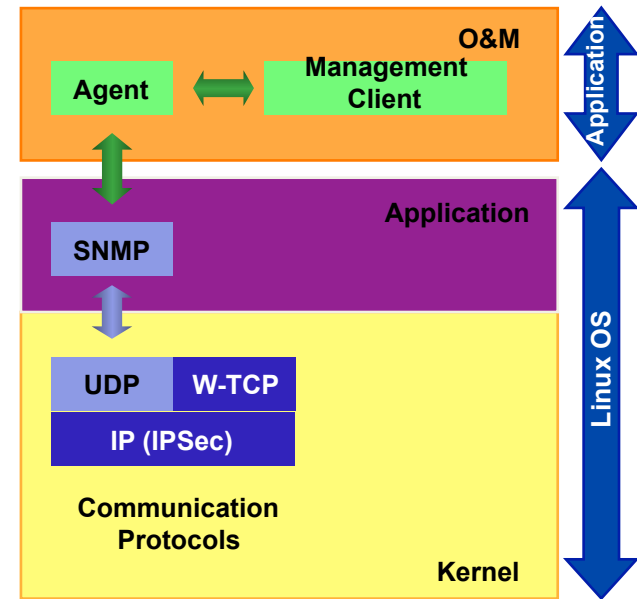 O&M
Management
Client
Agent
Application
Application
SNMP
UDP
W-TCP
IP (IPSec)
Communication
Protocols
Kernel
Linux OS